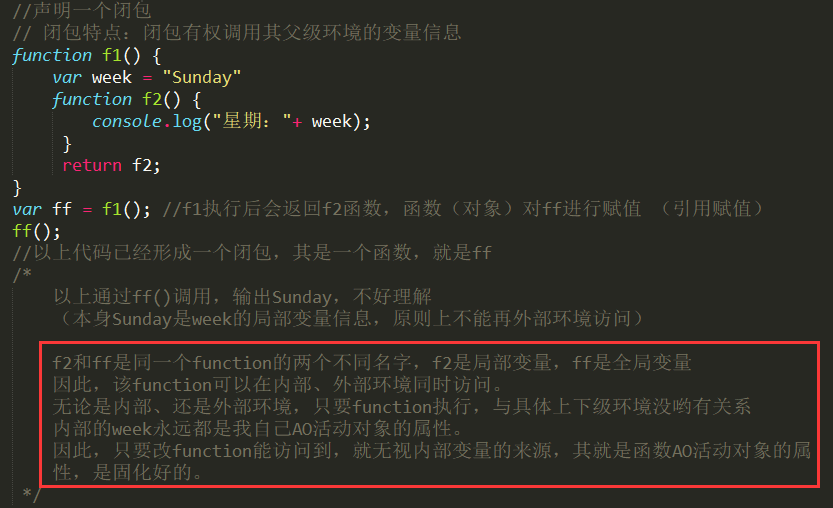 //声明一个闭包
// 闭包特点：闭包有权调用其父级环境的变量信息
function f1() {
var week = "Sunday"
function f2() {
console.log("星期："+ week);
}
return f2;
}
var ff = f1(); //f1执行后会返回f2函数，函数（对象）对ff进行赋值 （引用赋值）
ff();
//以上代码已经形成一个闭包，其是一个函数，就是ff
/*
以上通过ff()调用，输出Sunday，不好理解
（本身Sunday是week的局部变量信息，原则上不能再外部环境访问）
f2和ff是同一个function的两个不同名字，f2是局部变量，ff是全局变量
因此，该function可以在内部、外部环境同时访问。
无论是内部、还是外部环境，只要function执行，与具体上下级环境没哟有关系
内部的week永远都是我自己AO活动对象的属性。
因此，只要改function能访问到，就无视内部变量的来源，其就是函数AO活动对象的属
性，是固化好的。
*/